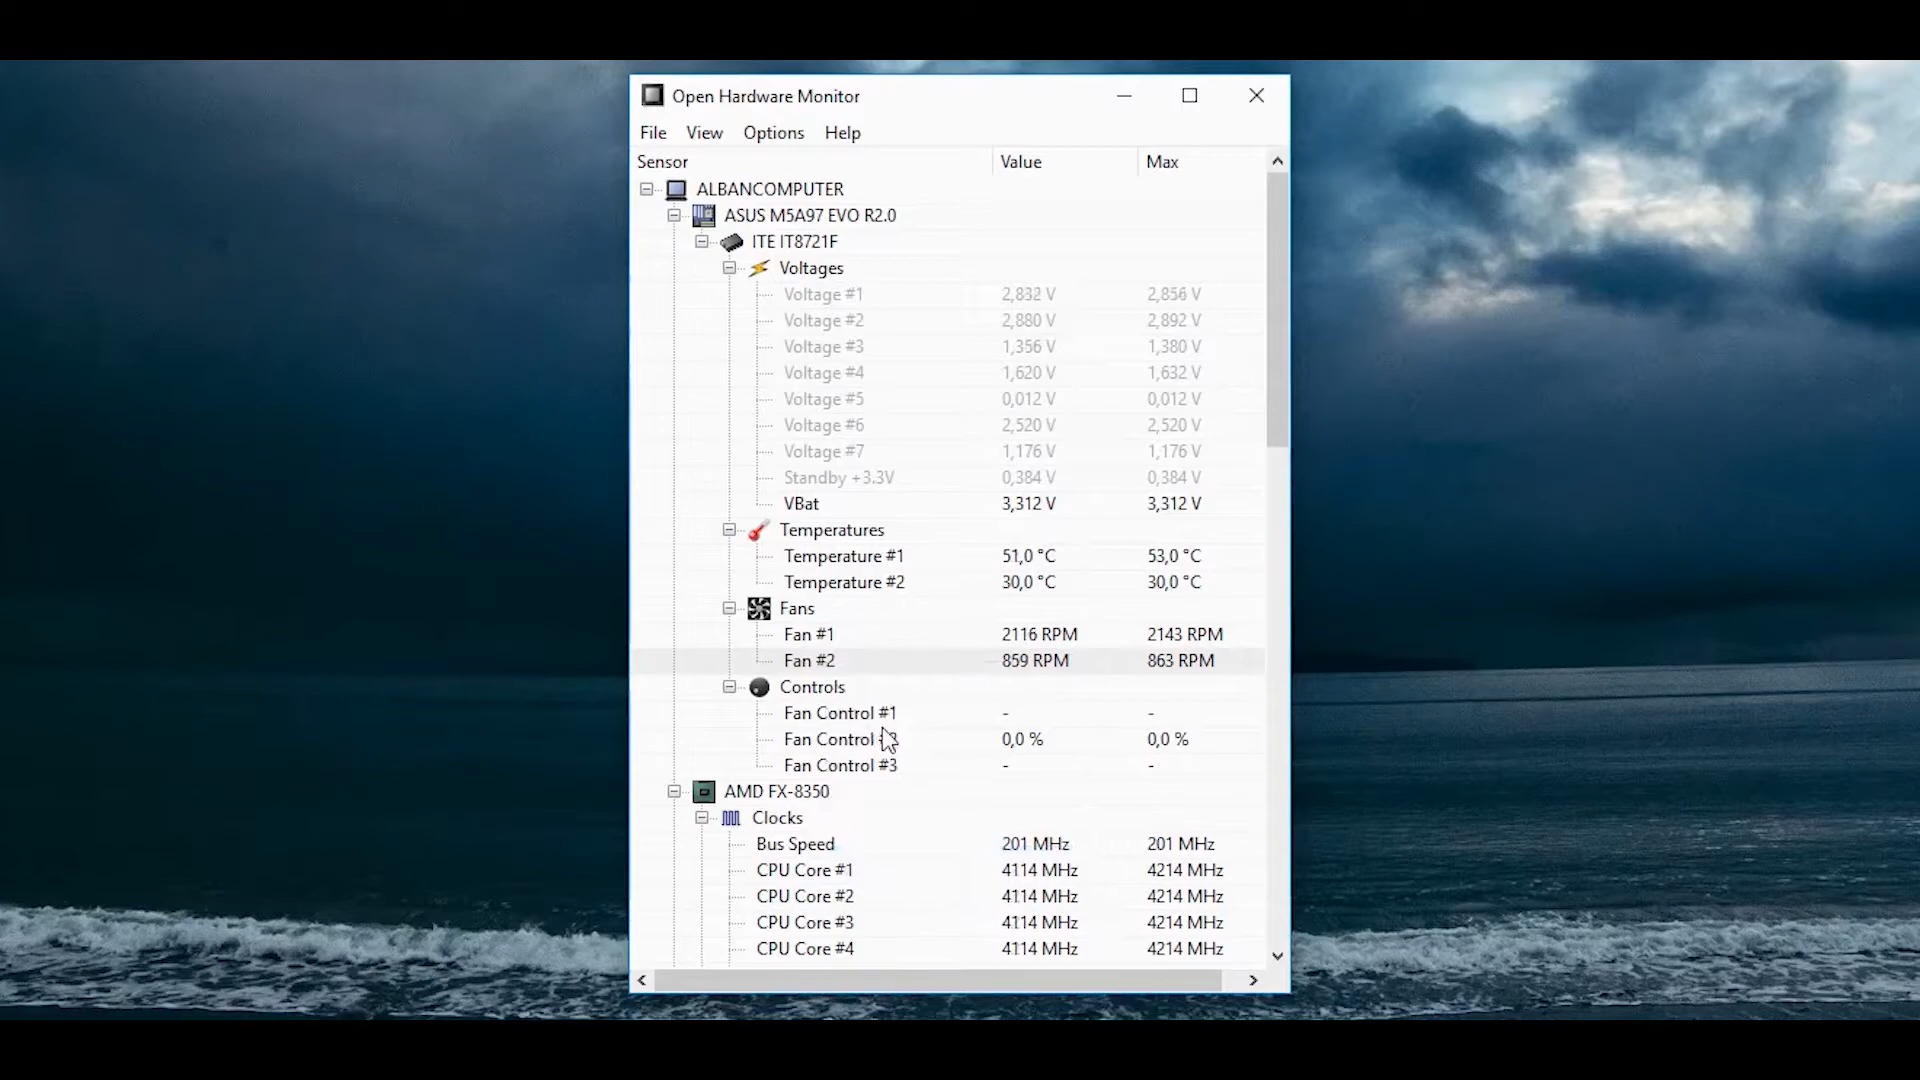 Open Hardware Monitor
File View Options Help
Sensor Value Max
ALBANCOMPUTER
ASUS M5A97 EVO R2.0
ITE IT8721F
Voltages
Voltage #1 2,832 V 2,856 V
Voltage #2 2,880 V 2,892 V
Voltage #3 1,356 V 1,380 V
Voltage #4 1,620 V 1,632 V
Voltage #5 0,012 V 0,012 V
Voltage #6 2,520 V 2,520 V
Voltage #7 1,176 V 1,176 V
Standby +3.3V 0,384 V 0,384 V
VBat 3,312 V 3,312 V
Temperatures
Temperature #1 51,0 °C 53,0 °C
Temperature #2 30,0 °C 30,0 °C
Fans
Fan #1 2116 RPM 2143 RPM
Fan #2 859 RPM 863 RPM
Controls
Fan Control #1 - -
Fan Control 0,0 % 0,0 %
Fan Control #3 - -
AMD FX-8350
Clocks
Bus Speed 201 MHz 201 MHz
CPU Core #1 4114 MHz 4214 MHz
CPU Core #2 4114 MHz 4214 MHz
CPU Core #3 4114 MHz 4214 MHz
CPU Core #4 4114 MHz 4214 MHz